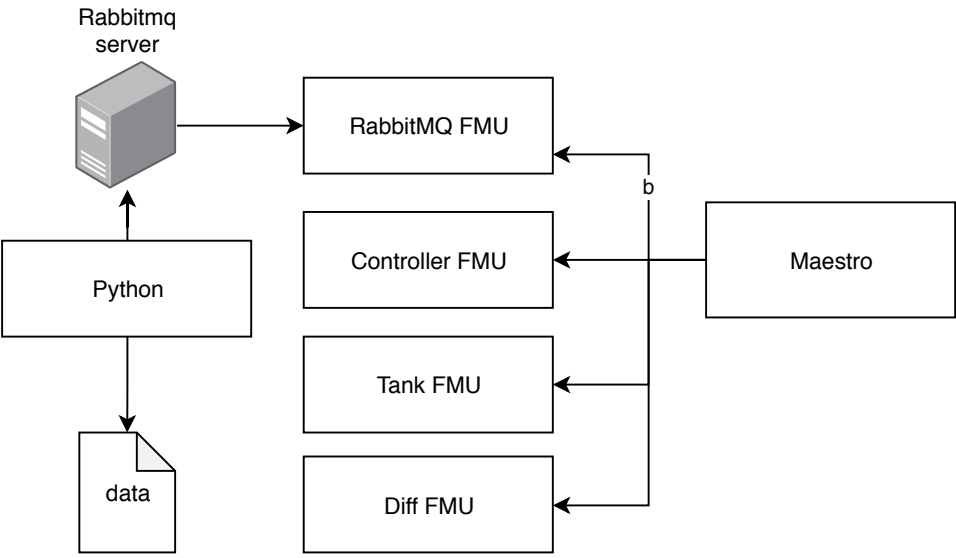 Rabbitmq
server
RabbitMQ FMU
b
Controller FMU
Maestro
Python
Tank FMU
data
Diff FMU